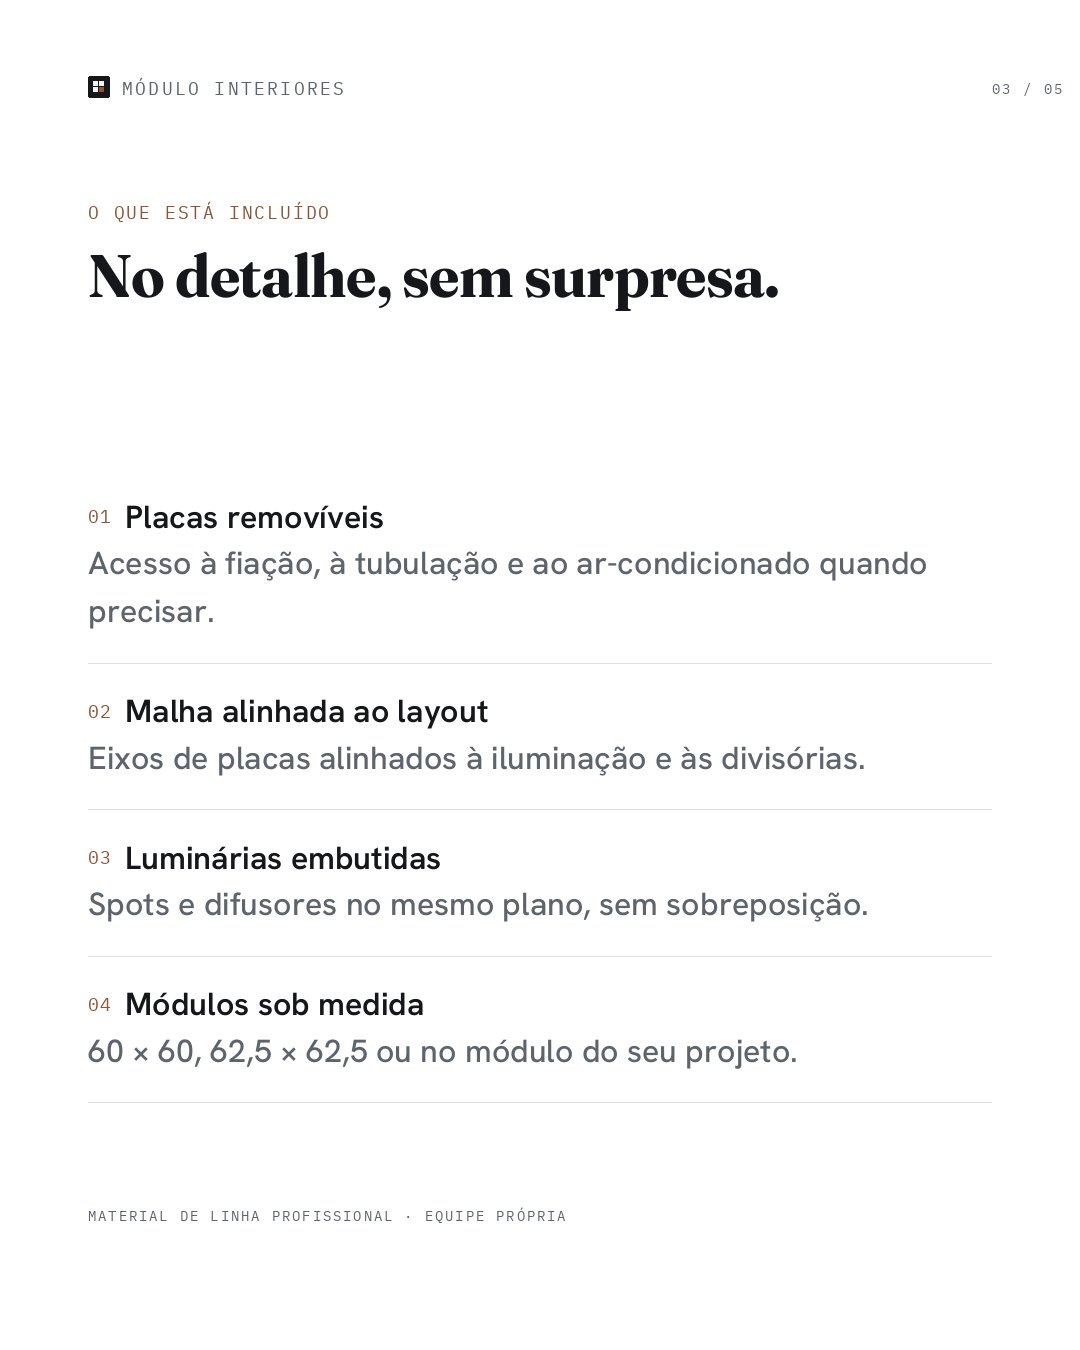 MÓDULO INTERIORES
03 / 05
O QUE ESTÁ INCLUÍDO
No detalhe, sem surpresa.
01 Placas removíveis
Acesso à fiação, à tubulação e ao ar-condicionado quando
precisar.
02 Malha alinhada ao layout
Eixos de placas alinhados à iluminação e às divisórias.
03 Luminárias embutidas
Spots e difusores no mesmo plano, sem sobreposição.
04 Módulos sob medida
60 × 60, 62,5 × 62,5 ou no módulo do seu projeto.
MATERIAL DE LINHA PROFISSIONAL · EQUIPE PRÓPRIA